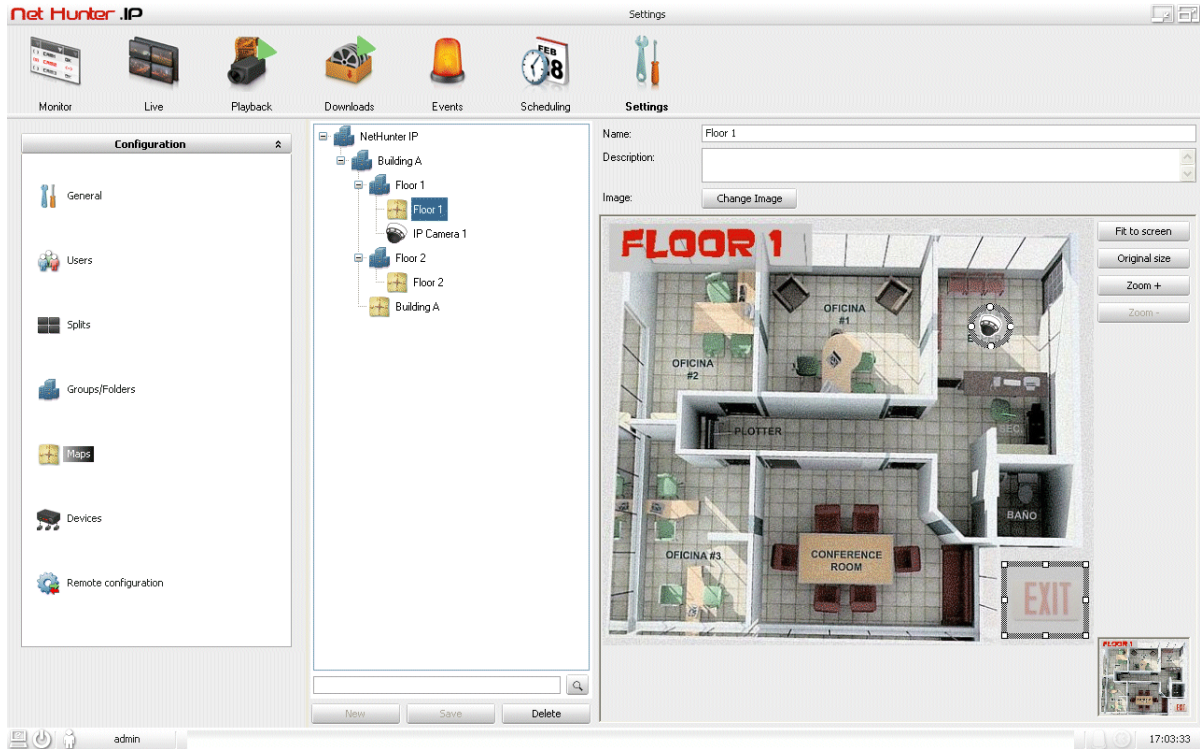 Net Hunter .IP
Settings
Monitor
Live
Playback
Downloads
Events
FEB
Scheduling
Settings
Configuration
General
Users
Splits
Groups/Folders
Maps
Devices
Remote configuration
NetHunter IP
Building A
Floor 1
Floor 1
IP Camera 1
Floor 2
Floor 2
Building A
New
Save
Delete
Name:
Floor 1
Description:
Image:
Change Image
Fit to screen
Original size
Zoom +
Zoom -
FLOOR 1
OFICINA
#1
OFICINA
#2
PLOTTER
SEC.
BAÑO
OFICINA #3
CONFERENCE
ROOM
EXIT
FLOOR 1
admin
17:03:33